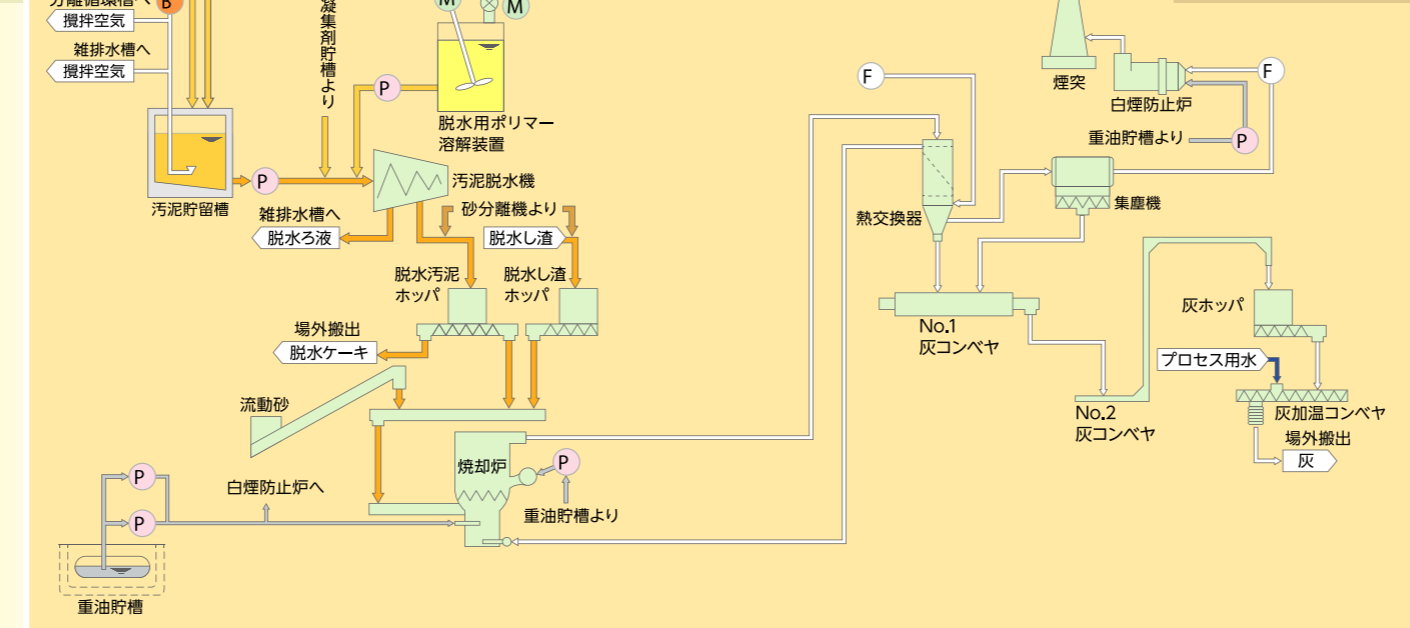 分離循環槽へ
B
攪拌空気
雑排水槽へ
攪拌空気
凝集剤貯槽より
M
M
P
脱水用ポリマー
溶解装置
汚泥貯留槽
P
汚泥脱水機
雑排水槽へ
脱水ろ液
砂分離機より
脱水し渣
脱水汚泥
ホッパ
脱水し渣
ホッパ
場外搬出
脱水ケーキ
流動砂
焼却炉
P
重油貯槽より
P
P
白煙防止炉へ
重油貯槽
F
熱交換器
煙突
白煙防止炉
F
重油貯槽より
P
集塵機
No.1
灰コンベヤ
No.2
灰コンベヤ
灰ホッパ
プロセス用水
灰加温コンベヤ
場外搬出
灰